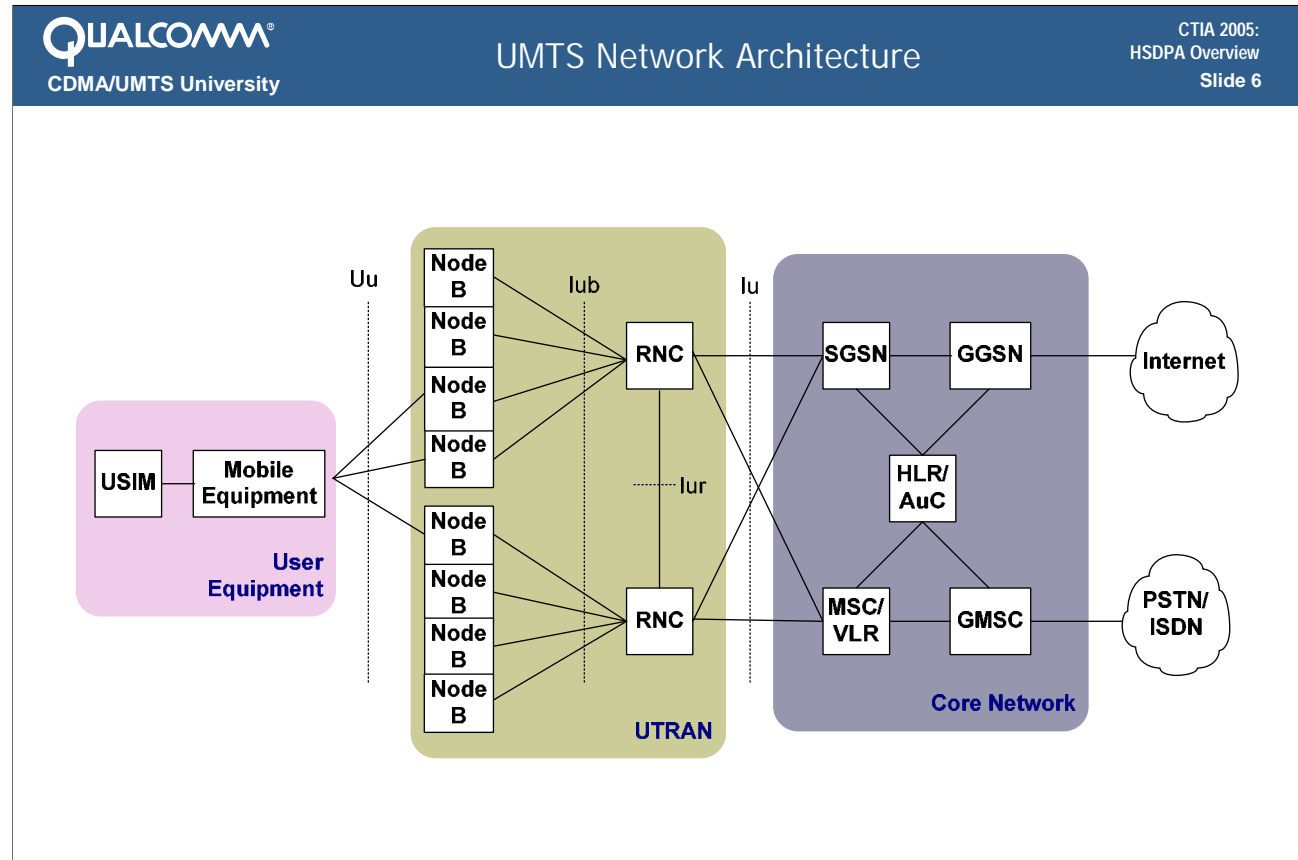 QUALCOMM®
CDMA/UMTS University
UMTS Network Architecture
CTIA 2005:
HSDPA Overview
Slide 6
Uu
Iub
Iu
Node
B
Node
B
Node
B
Node
B
RNC
Iur
Node
B
Node
B
Node
B
Node
B
RNC
UTRAN
USIM
Mobile
Equipment
User
Equipment
SGSN
GGSN
HLR/
AuC
MSC/
VLR
GMSC
Core Network
Internet
PSTN/
ISDN